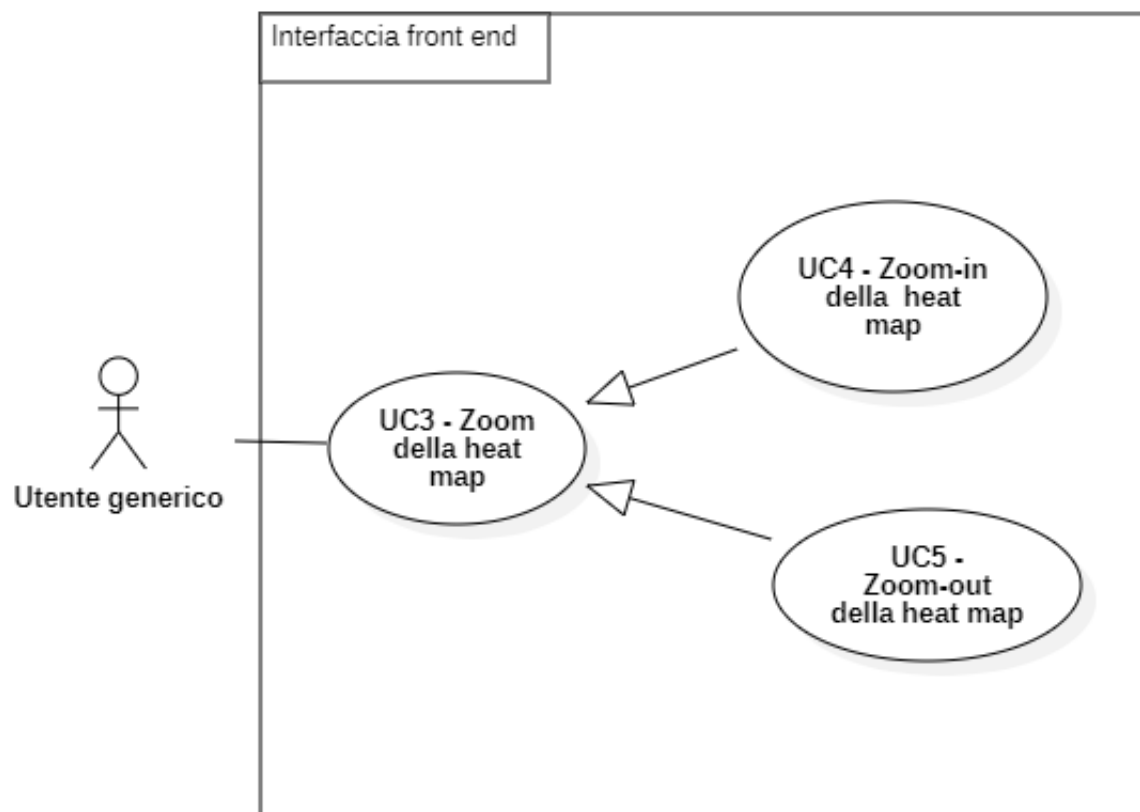 Interfaccia front end
UC4 - Zoom-in
della heat
map
UC3 - Zoom
della heat
map
Utente generico
UC5 -
Zoom-out
della heat map